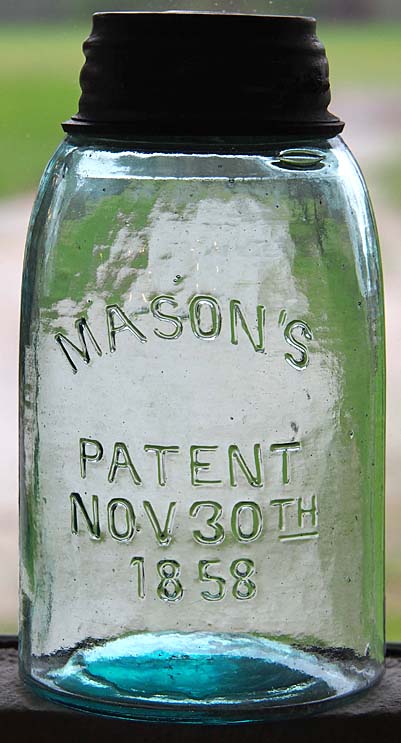 MASON'S
PATENT
NOV 30TH
1858